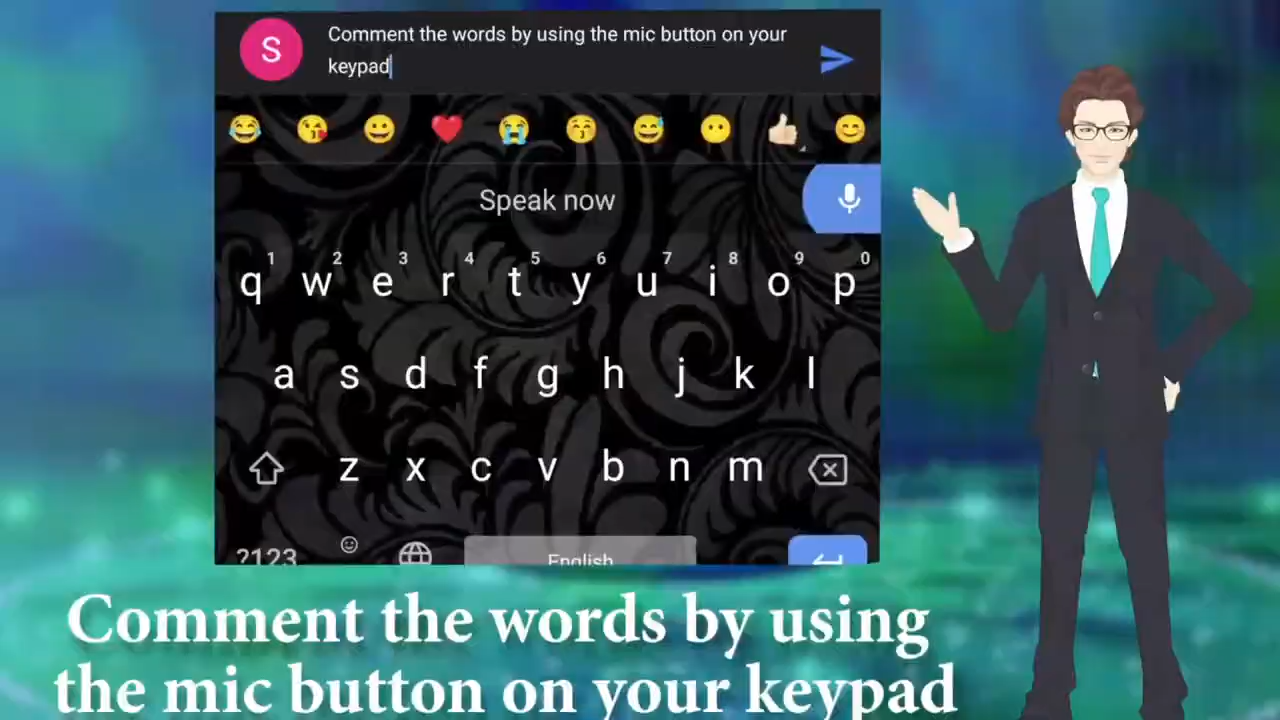 S
Comment the words by using the mic button on your
keypad
Speak now
1 2 3 4 5 6 7 8 9 0
q w e r t y u i o p
a s d f g h j k l
z x c v b n m
?123 English
Comment the words by using
the mic button on your keypad